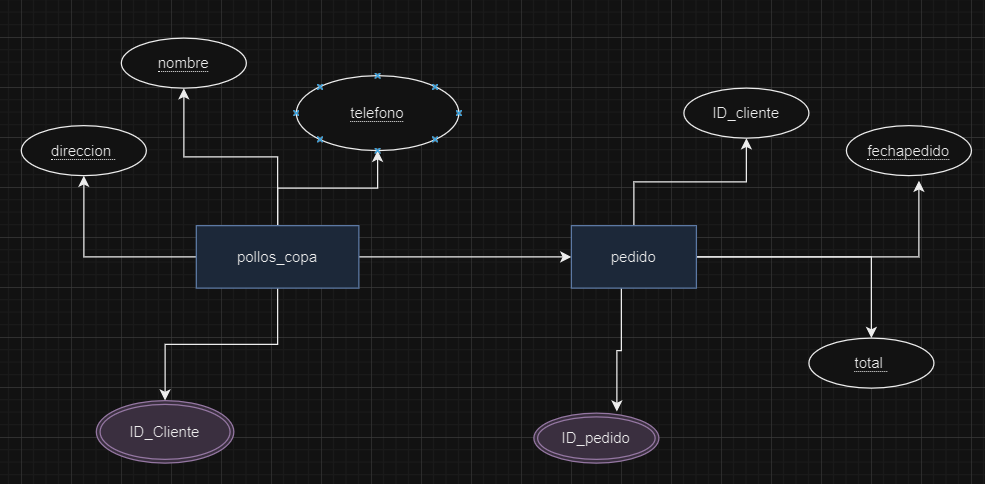 nombre
telefono
ID_cliente
direccion
fechapedido
pollos_copa
pedido
total
ID_Cliente
ID_pedido